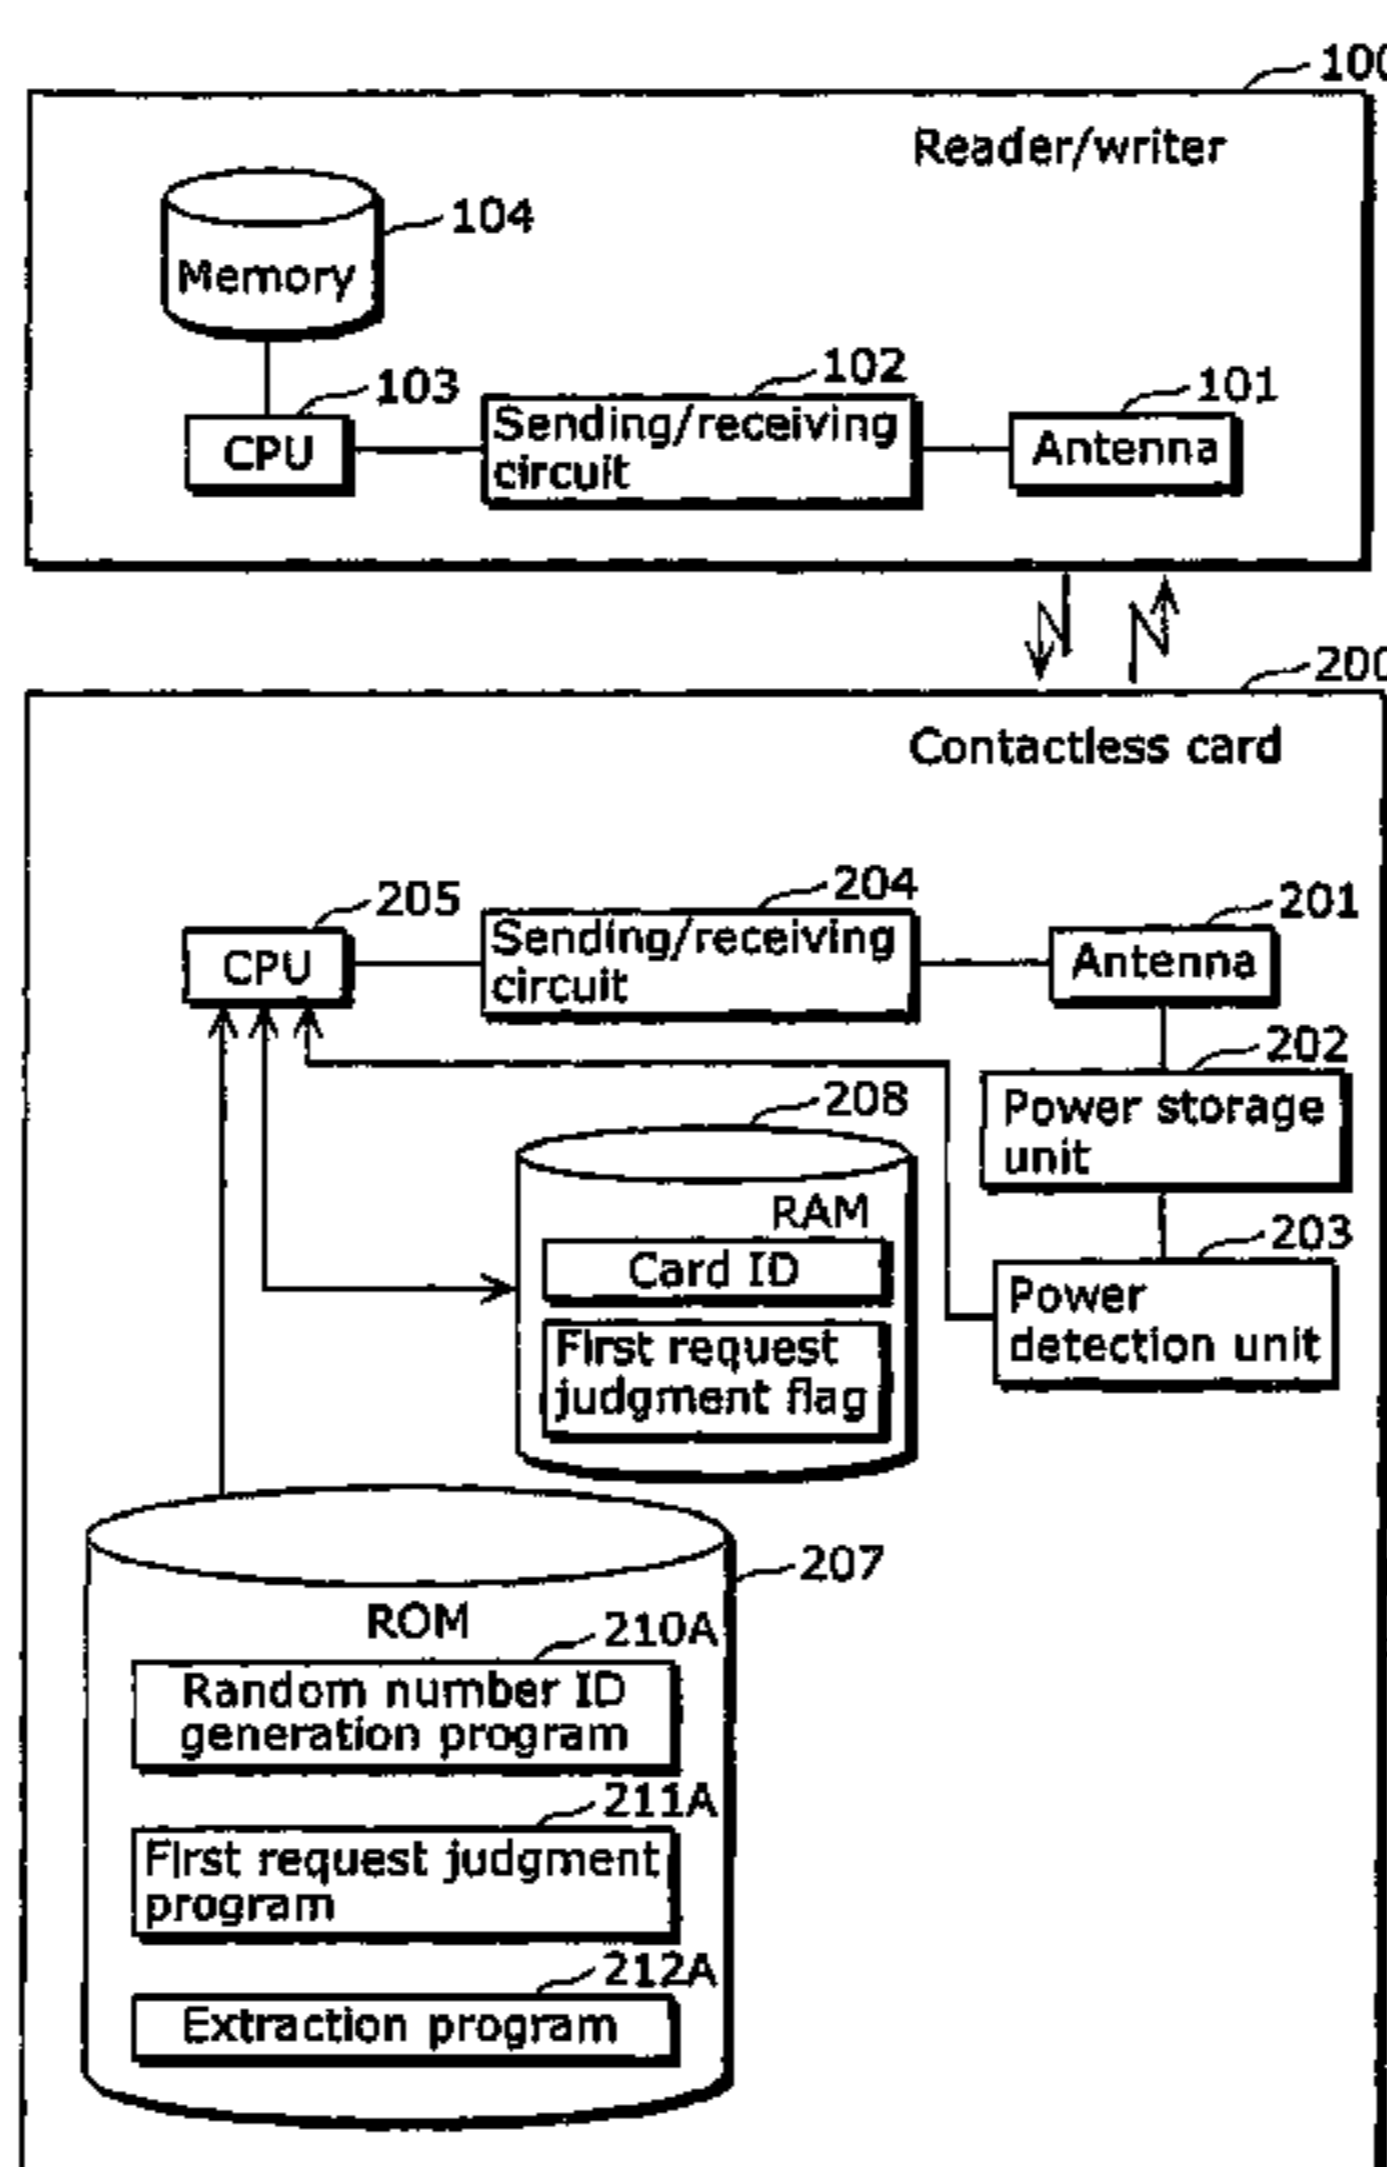 100
Reader/writer
104
Memory
103
102
101
CPU
Sending/receiving
circuit
Antenna
200
Contactless card
205
204
201
CPU
Sending/receiving
circuit
Antenna
202
Power storage
unit
208
RAM
Card ID
First request
judgment flag
203
Power
detection unit
207
ROM
210A
Random number ID
generation program
211A
First request judgment
program
212A
Extraction program